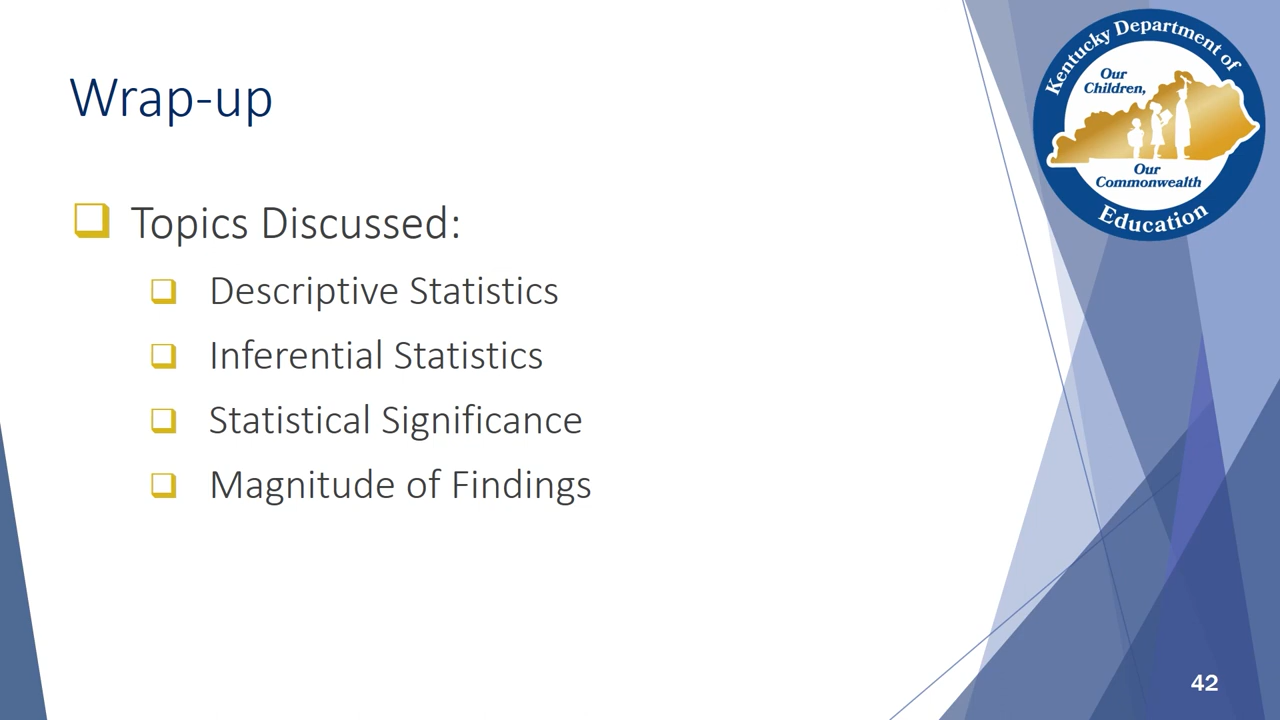 Wrap-up
Kentucky Department of
Our
Children,
Our
Commonwealth
Education
Topics Discussed:
Descriptive Statistics
Inferential Statistics
Statistical Significance
Magnitude of Findings
42